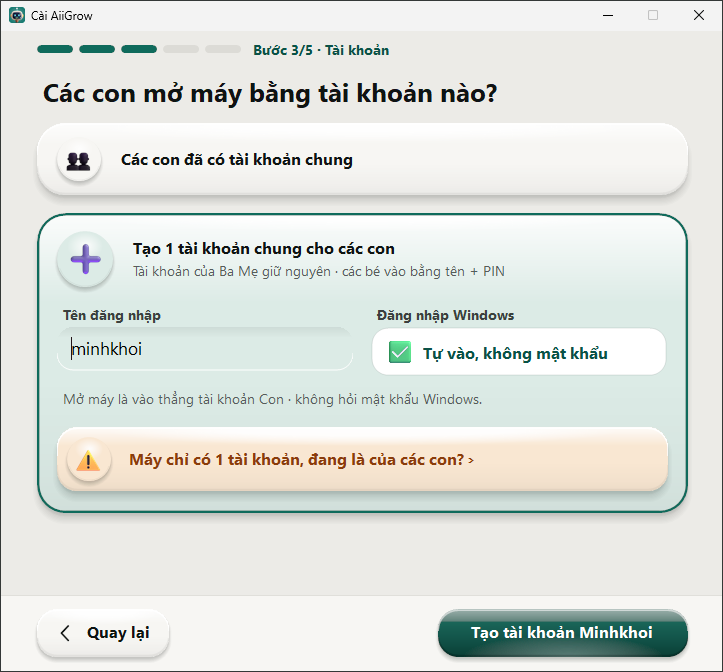 Cài AiiGrow
Bước 3/5 · Tài khoản
Các con mở máy bằng tài khoản nào?
Các con đã có tài khoản chung
Tạo 1 tài khoản chung cho các con
Tài khoản của Ba Mẹ giữ nguyên · các bé vào bằng tên + PIN
Tên đăng nhập
Đăng nhập Windows
minhkhoi
Tự vào, không mật khẩu
Mở máy là vào thẳng tài khoản Con · không hỏi mật khẩu Windows.
Máy chỉ có 1 tài khoản, đang là của các con? ›
Quay lại
Tạo tài khoản Minhkhoi